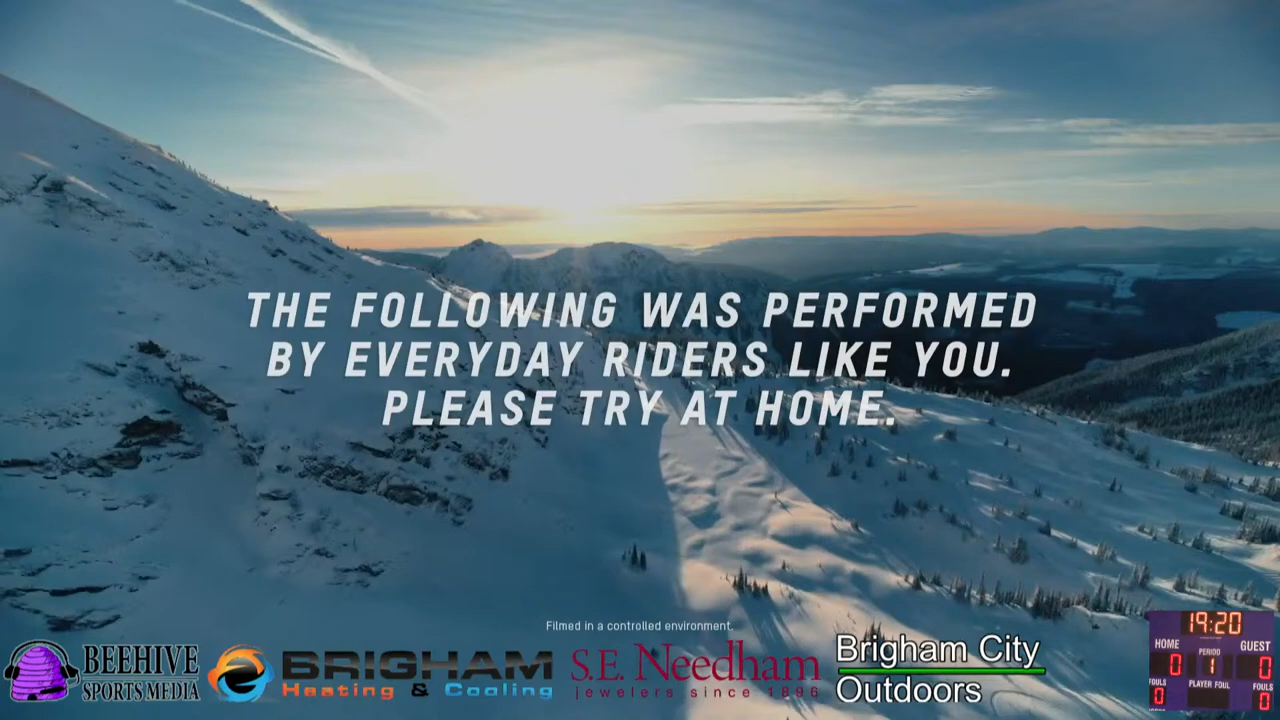 THE FOLLOWING WAS PERFORMED
BY EVERYDAY RIDERS LIKE YOU.
PLEASE TRY AT HOME.
Filmed in a controlled environment.
BEEHIVE
SPORTS MEDIA
BRIGHAM
Heating & Cooling
S.E. Needham
jewelers since 1896
Brigham City
Outdoors
19:20
HOME PERIOD GUEST
0 1 0
FOULS PLAYER FOUL FOULS
0 0